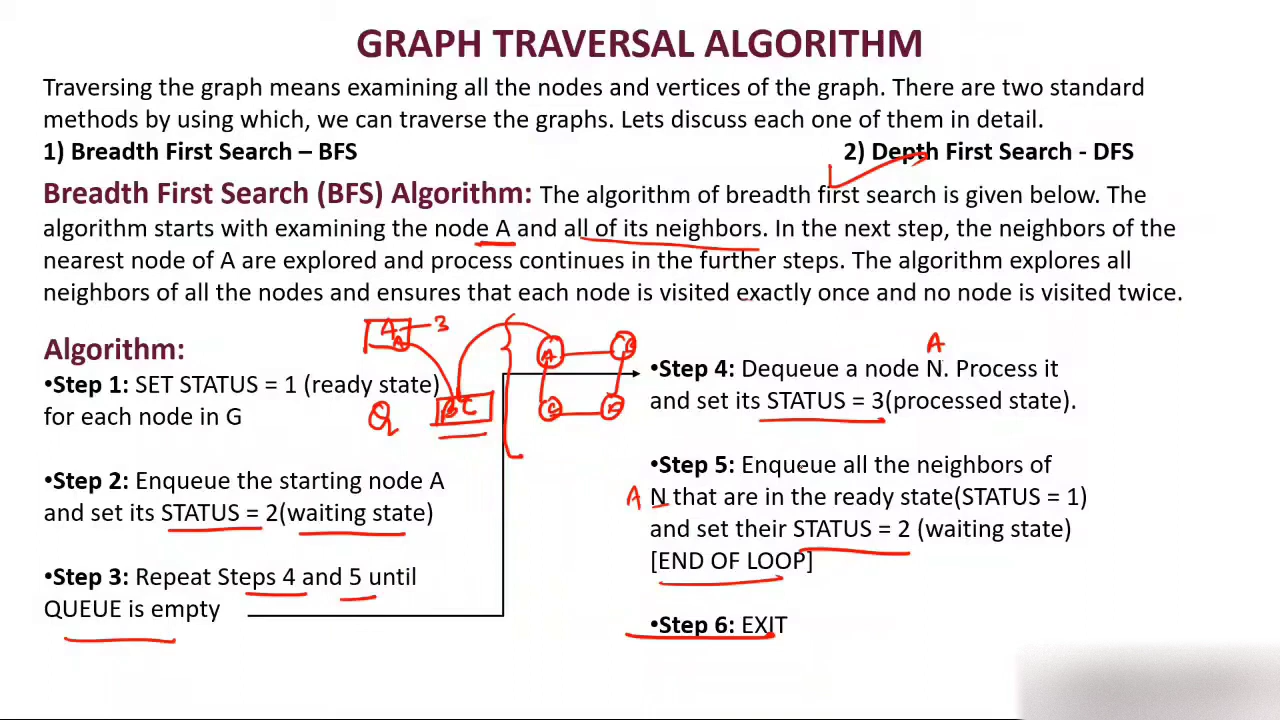 GRAPH TRAVERSAL ALGORITHM
Traversing the graph means examining all the nodes and vertices of the graph. There are two standard
methods by using which, we can traverse the graphs. Lets discuss each one of them in detail.
1) Breadth First Search – BFS
2) Depth First Search - DFS
Breadth First Search (BFS) Algorithm: The algorithm of breadth first search is given below. The
algorithm starts with examining the node A and all of its neighbors. In the next step, the neighbors of the
nearest node of A are explored and process continues in the further steps. The algorithm explores all
neighbors of all the nodes and ensures that each node is visited exactly once and no node is visited twice.
Algorithm:
•Step 1: SET STATUS = 1 (ready state)
for each node in G
•Step 2: Enqueue the starting node A
and set its STATUS = 2(waiting state)
•Step 3: Repeat Steps 4 and 5 until
QUEUE is empty
A 3
A
Q
B C
A
A
•Step 4: Dequeue a node N. Process it
and set its STATUS = 3(processed state).
•Step 5: Enqueue all the neighbors of
A N that are in the ready state(STATUS = 1)
and set their STATUS = 2 (waiting state)
[END OF LOOP]
•Step 6: EXIT